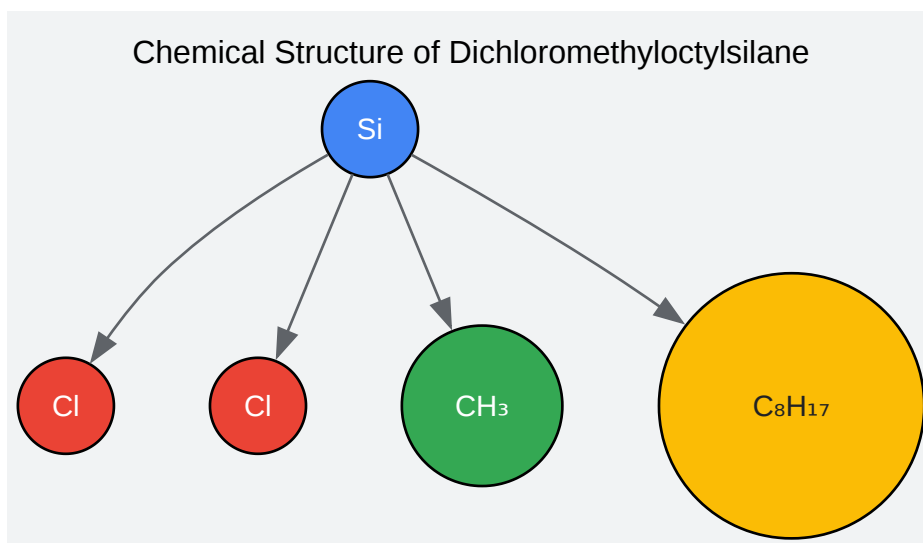 Chemical Structure of Dichloromethyloctylsilane
Si
Cl
Cl
CH₃
C₈H₁₇